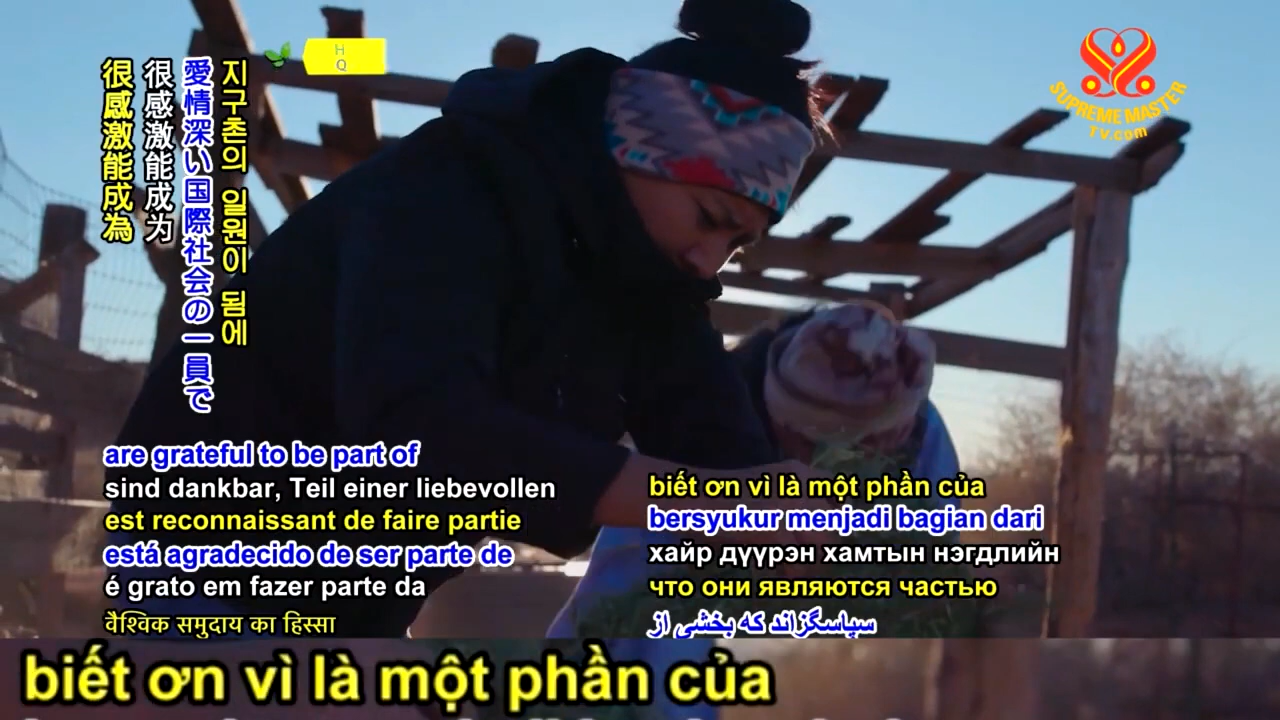 很感激能成為
很感激能成为
愛情深い国際社会の一員で
지구촌의 일원이 됨에
H
Q
SUPREME MASTER
TV.com
are grateful to be part of
sind dankbar, Teil einer liebevollen
est reconnaissant de faire partie
está agradecido de ser parte de
é grato em fazer parte da
वैश्विक समुदाय का हिस्सा
biết ơn vì là một phần của
bersyukur menjadi bagian dari
хайр дүүрэн хамтын нэгдлийн
что они являются частью
سپاسگزاند که بخشی از
biết ơn vì là một phần của